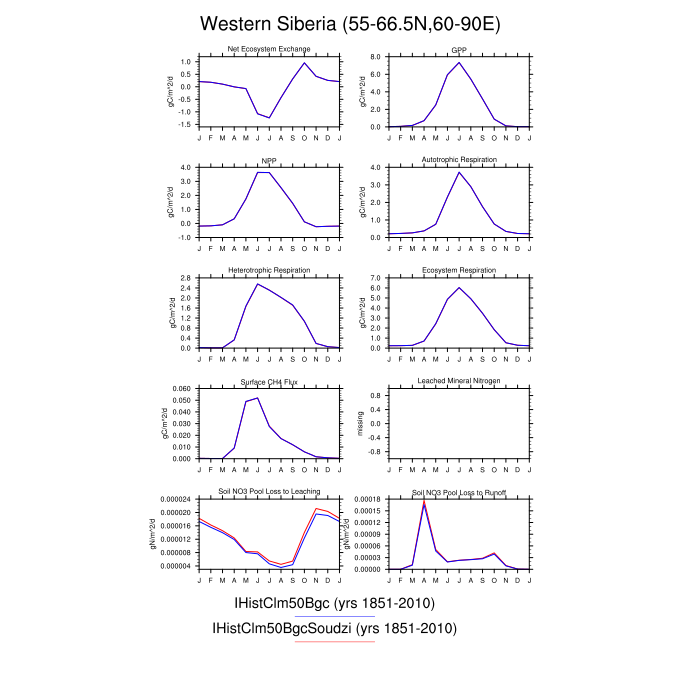 Western Siberia (55-66.5N,60-90E)
Net Ecosystem Exchange
GPP
gC/m^2/d
1.0
0.5
0.0
-0.5
-1.0
-1.5
J F M A M J J A S O N D J
gC/m^2/d
8.0
6.0
4.0
2.0
0.0
J F M A M J J A S O N D J
NPP
Autotrophic Respiration
gC/m^2/d
4.0
3.0
2.0
1.0
0.0
-1.0
J F M A M J J A S O N D J
gC/m^2/d
4.0
3.0
2.0
1.0
0.0
J F M A M J J A S O N D J
Heterotrophic Respiration
Ecosystem Respiration
gC/m^2/d
2.8
2.4
2.0
1.6
1.2
0.8
0.4
0.0
J F M A M J J A S O N D J
gC/m^2/d
7.0
6.0
5.0
4.0
3.0
2.0
1.0
0.0
J F M A M J J A S O N D J
Surface CH4 Flux
Leached Mineral Nitrogen
gC/m^2/d
0.060
0.050
0.040
0.030
0.020
0.010
0.000
J F M A M J J A S O N D J
missing
0.8
0.4
0.0
-0.4
-0.8
J F M A M J J A S O N D J
Soil NO3 Pool Loss to Leaching
Soil NO3 Pool Loss to Runoff
gN/m^2/d
0.000024
0.000020
0.000016
0.000012
0.000008
0.000004
J F M A M J J A S O N D J
gN/m^2/d
0.00018
0.00015
0.00012
0.00009
0.00006
0.00003
0.00000
J F M A M J J A S O N D J
IHistClm50Bgc (yrs 1851-2010)
IHistClm50BgcSoudzi (yrs 1851-2010)